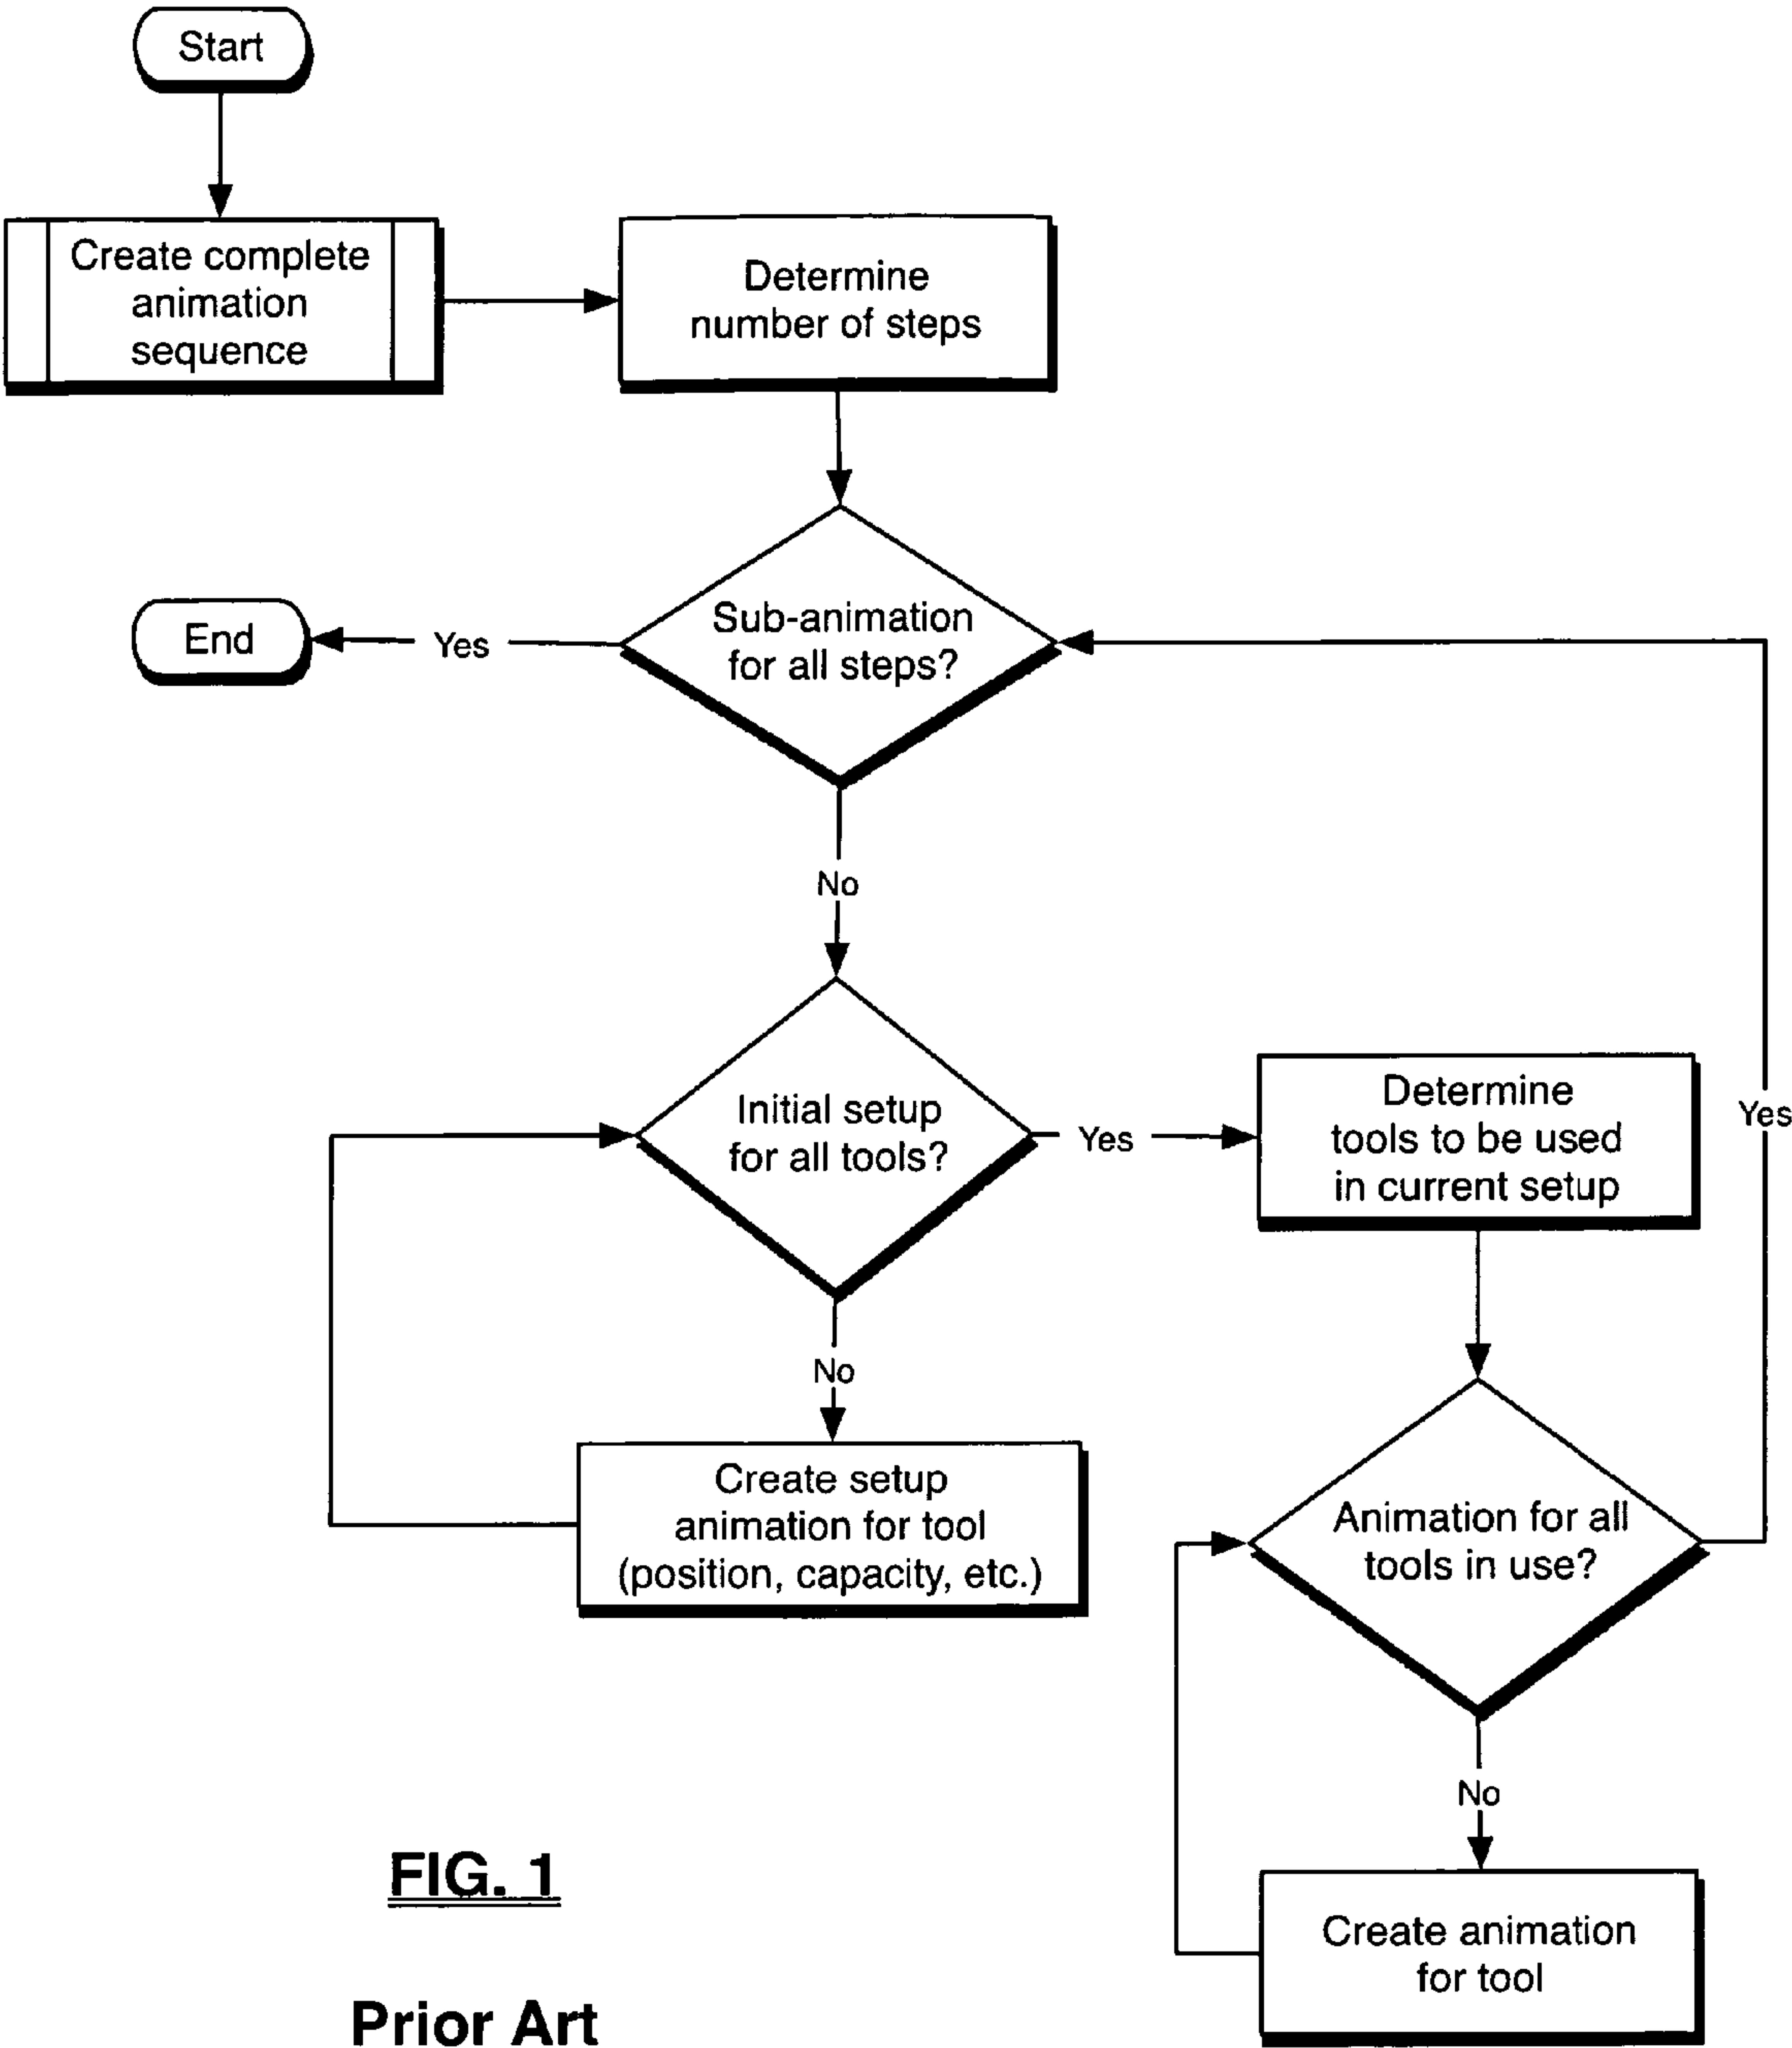 Start
Create complete
animation
sequence
Determine
number of steps
Sub-animation
for all steps?
Yes
End
No
Initial setup
for all tools?
Yes
Determine
tools to be used
in current setup
Yes
No
Create setup
animation for tool
(position, capacity, etc.)
Animation for all
tools in use?
No
Create animation
for tool
FIG. 1
Prior Art